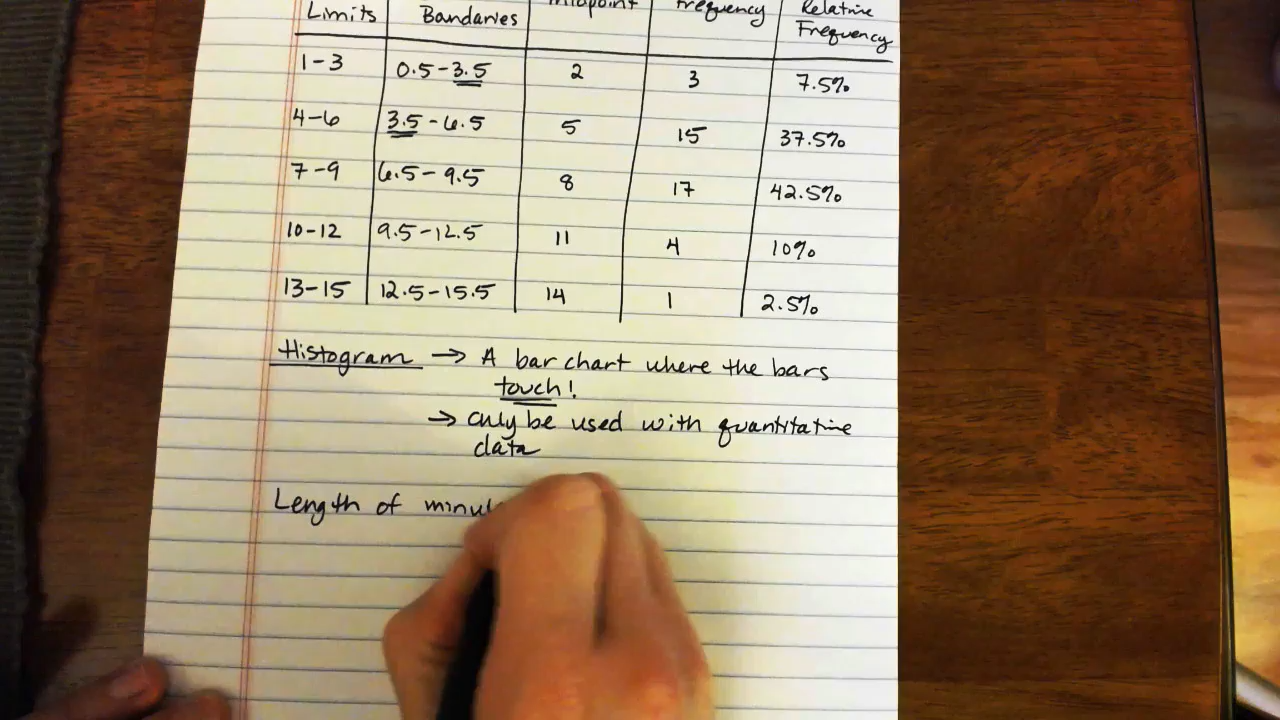 Limits Boundaries Midpoint Frequency Relative Frequency
1-3 0.5-3.5 2 3 7.5%
4-6 3.5-6.5 5 15 37.5%
7-9 6.5-9.5 8 17 42.5%
10-12 9.5-12.5 11 4 10%
13-15 12.5-15.5 14 1 2.5%
Histogram → A bar chart where the bars
touch!
→ only be used with quantitative
data
Length of